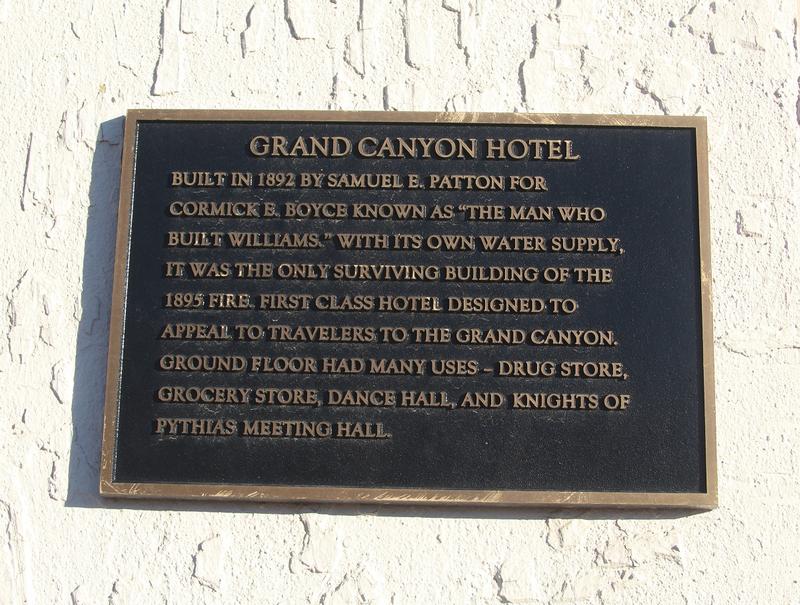 GRAND CANYON HOTEL
BUILT IN 1892 BY SAMUEL E. PATTON FOR
CORMICK E. BOYCE KNOWN AS “THE MAN WHO
BUILT WILLIAMS.” WITH ITS OWN WATER SUPPLY,
IT WAS THE ONLY SURVIVING BUILDING OF THE
1895 FIRE. FIRST CLASS HOTEL DESIGNED TO
APPEAL TO TRAVELERS TO THE GRAND CANYON.
GROUND FLOOR HAD MANY USES – DRUG STORE,
GROCERY STORE, DANCE HALL, AND KNIGHTS OF
PYTHIAS MEETING HALL.